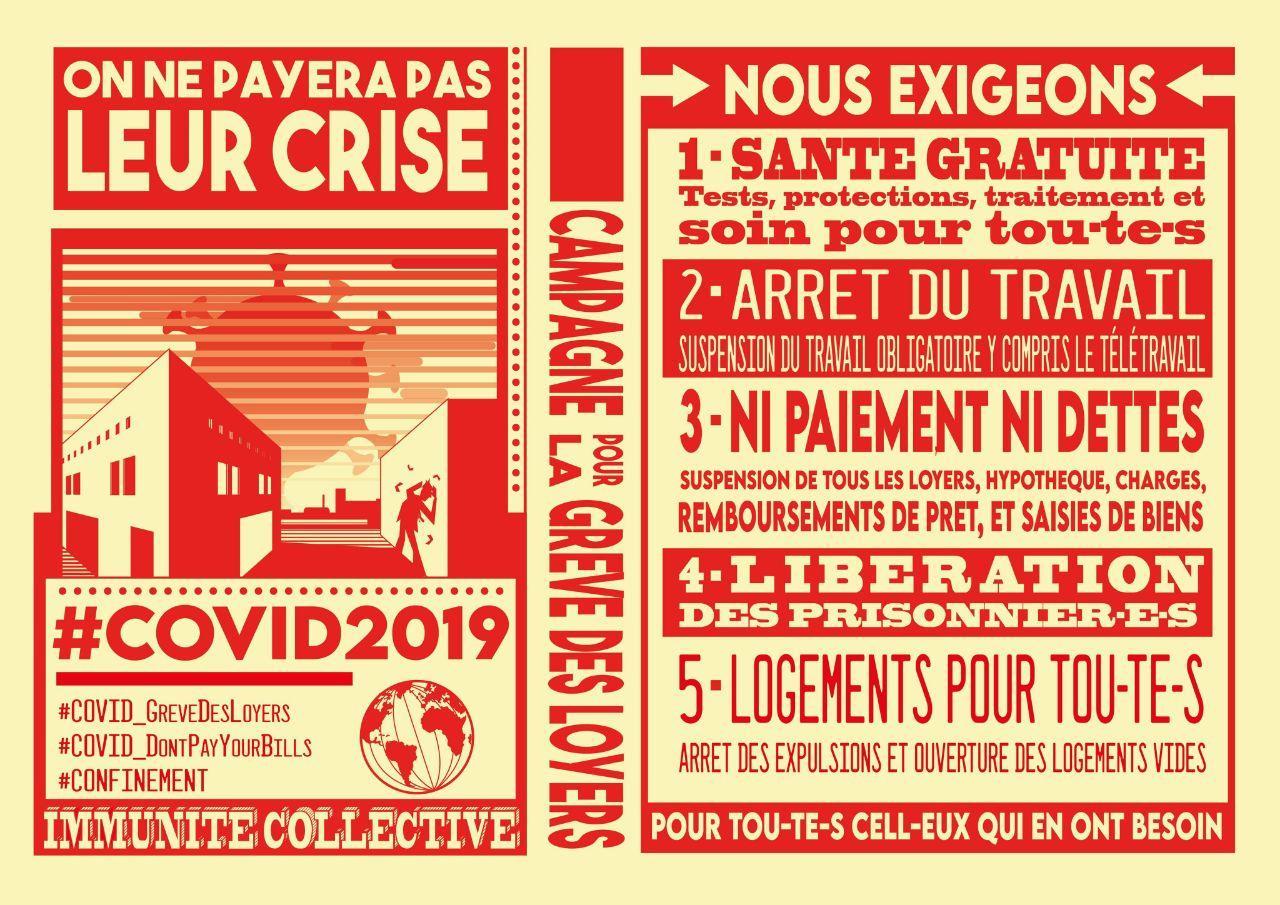 ON NE PAYERA PAS
LEUR CRISE
#COVID2019
#COVID_GREVEDESLOYERS
#COVID_DONTPAYYOURBILLS
#CONFINEMENT
IMMUNITE COLLECTIVE
CAMPAGNE POUR LA GREVE DES LOYERS
NOUS EXIGEONS
1·SANTE GRATUITE
Tests, protections, traitement et
soin pour tou·te·s
2·ARRET DU TRAVAIL
SUSPENSION DU TRAVAIL OBLIGATOIRE Y COMPRIS LE TÉLÉTRAVAIL
3·NI PAIEMENT NI DETTES
SUSPENSION DE TOUS LES LOYERS, HYPOTHEQUE, CHARGES,
REMBOURSEMENTS DE PRET, ET SAISIES DE BIENS
4·LIBERATION
DES PRISONNIER·E·S
5·LOGEMENTS POUR TOU-TE-S
ARRET DES EXPULSIONS ET OUVERTURE DES LOGEMENTS VIDES
POUR TOU-TE-S CELL-EUX QUI EN ONT BESOIN